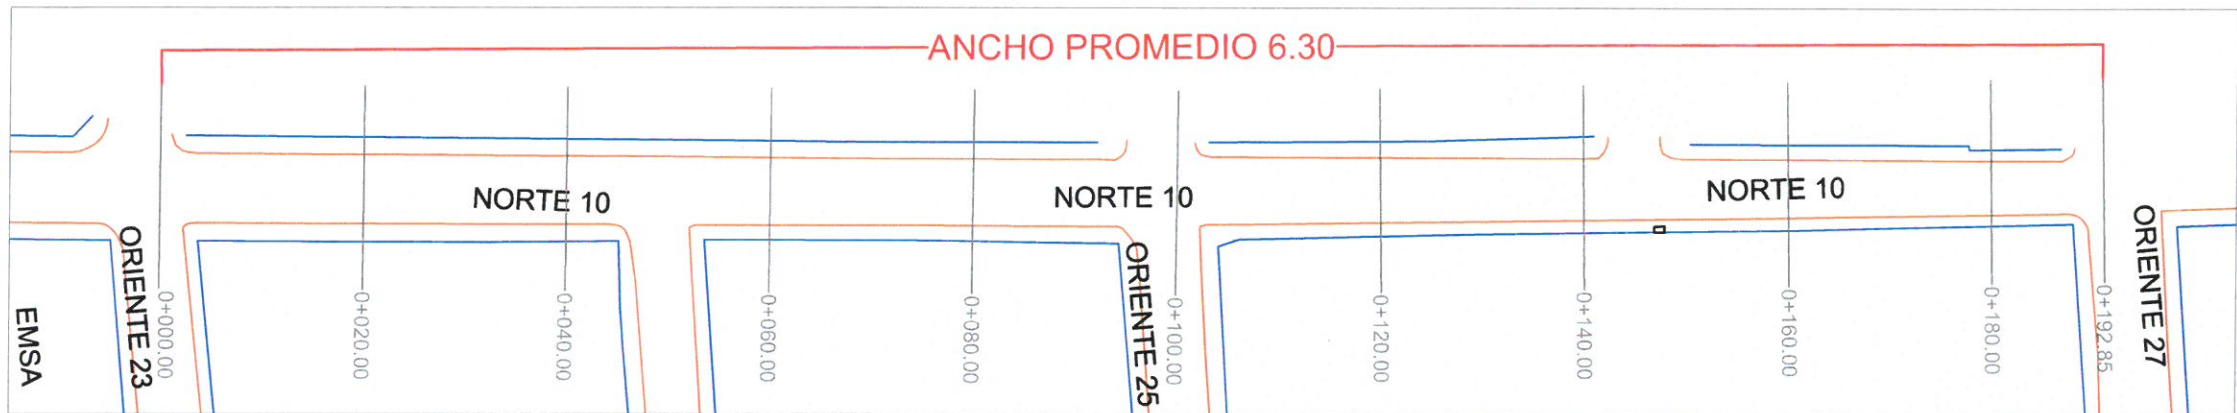 ANCHO PROMEDIO 6.30
NORTE 10
NORTE 10
NORTE 10
EMSA
ORIENTE 23
0+000.00
0+020.00
0+040.00
0+060.00
0+080.00
ORIENTE 25
0+100.00
0+120.00
0+140.00
0+160.00
0+180.00
0+192.85
ORIENTE 27